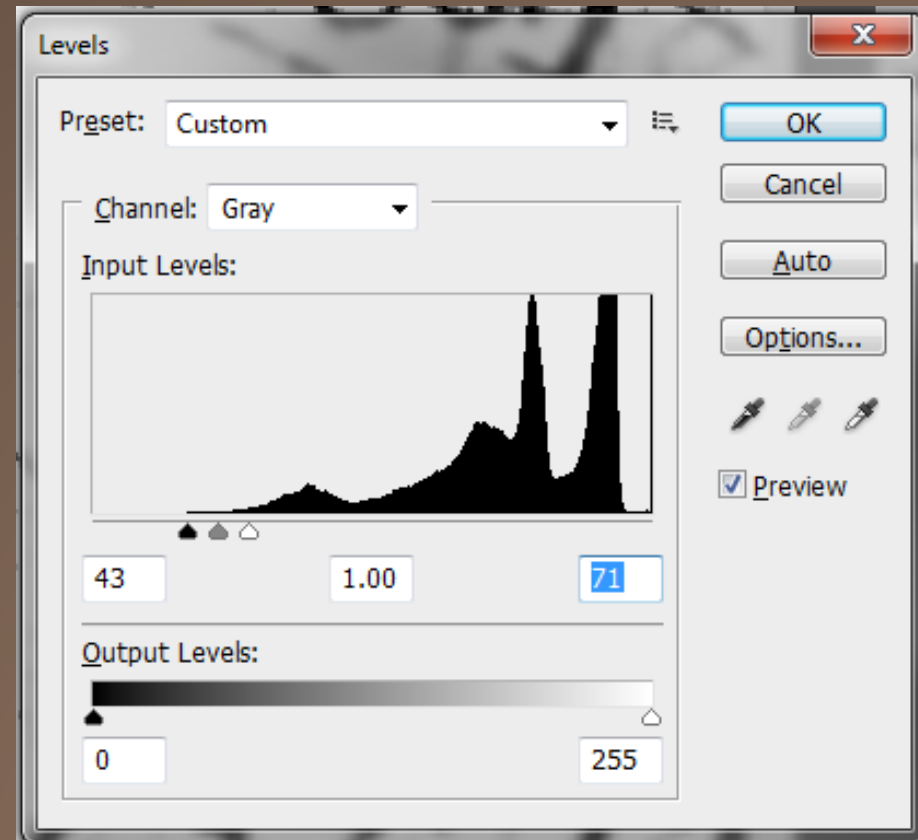 Levels
Preset: Custom
OK
Cancel
Channel: Gray
Input Levels:
Auto
Options...
Preview
43 1.00 71
Output Levels:
0 255